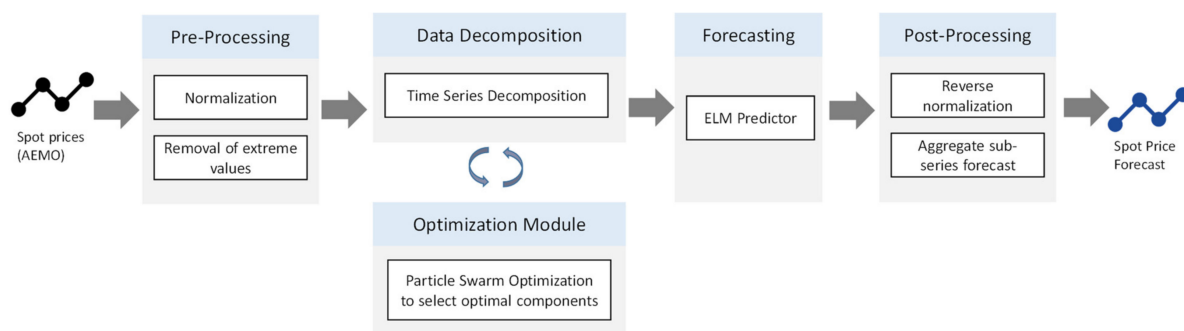 Pre-Processing
Data Decomposition
Forecasting
Post-Processing
Spot prices
(AEMO)
Normalization
Removal of extreme
values
Time Series Decomposition
ELM Predictor
Reverse
normalization
Aggregate sub-
series forecast
Spot Price
Forecast
Optimization Module
Particle Swarm Optimization
to select optimal components